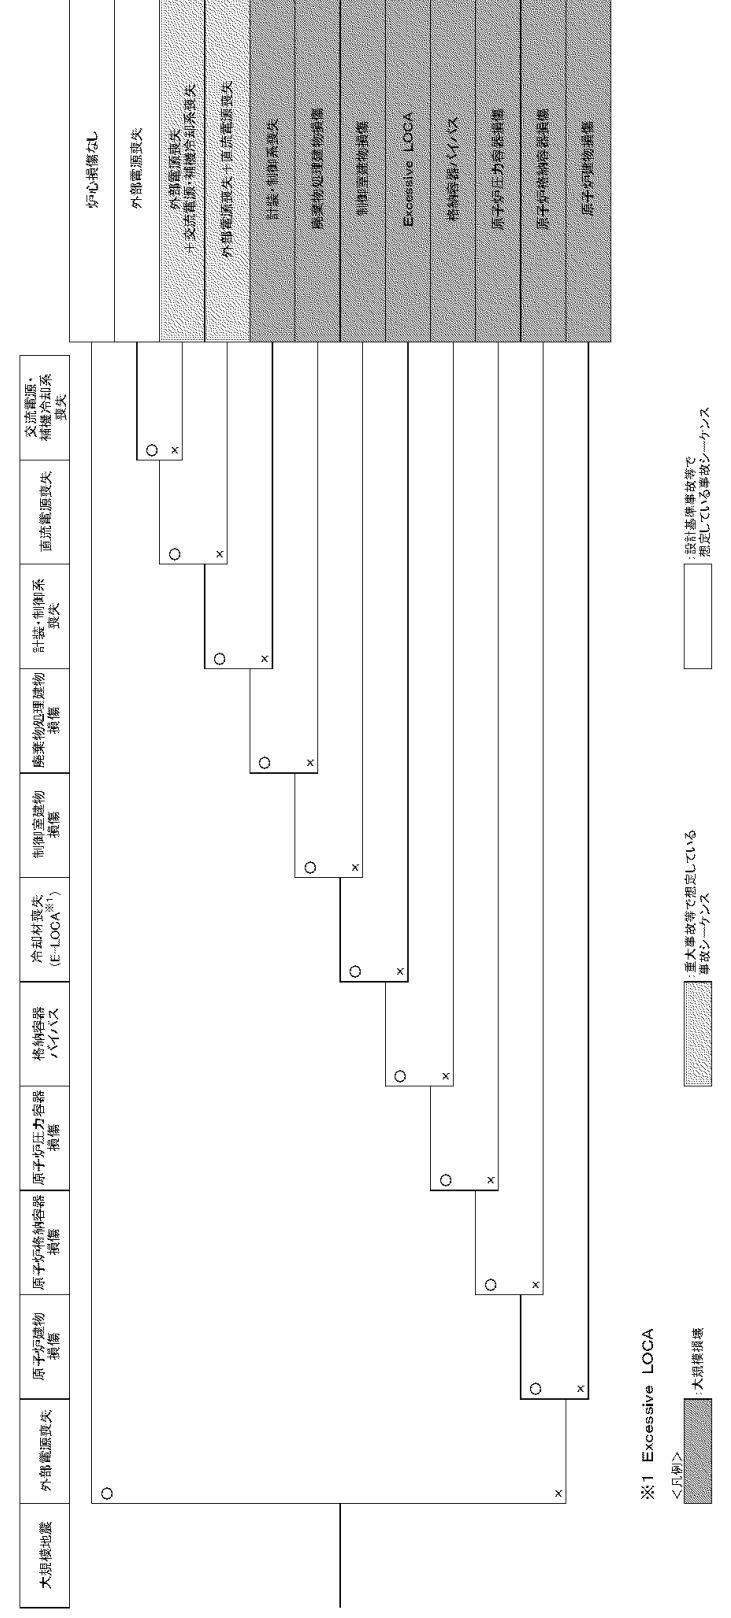 大規模地震
外部電源喪失
原子炉建物
損傷
原子炉格納容器
損傷
原子炉圧力容器
損傷
格納容器
バイパス
冷却材喪失
(E-LOCA※1)
制御室建物
損傷
廃棄物処理建物
損傷
計装・制御系
喪失
直流電源喪失
交流電源・
補機冷却系
喪失
炉心損傷なし
外部電源喪失
外部電源喪失
＋交流電源・補機冷却系喪失
外部電源喪失＋直流電源喪失
計装・制御系喪失
廃棄物処理建物損傷
制御室建物損傷
Excessive LOCA
格納容器バイパス
原子炉圧力容器損傷
原子炉格納容器損傷
原子炉建物損傷
○
×
○
×
○
×
○
×
○
×
○
×
○
×
○
×
○
×
○
×
○
×
※1 Excessive LOCA
＜凡例＞
:大規模損壊
:重大事故等で想定している
事故シーケンス
:設計基準事故等で
想定している事故シーケンス